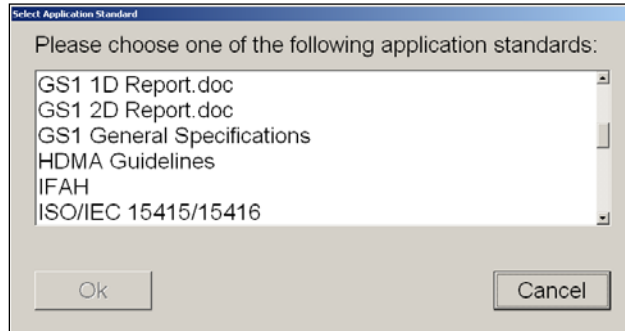 Select Application Standard
Please choose one of the following application standards:
GS1 1D Report.doc
GS1 2D Report.doc
GS1 General Specifications
HDMA Guidelines
IFAH
ISO/IEC 15415/15416
Ok
Cancel